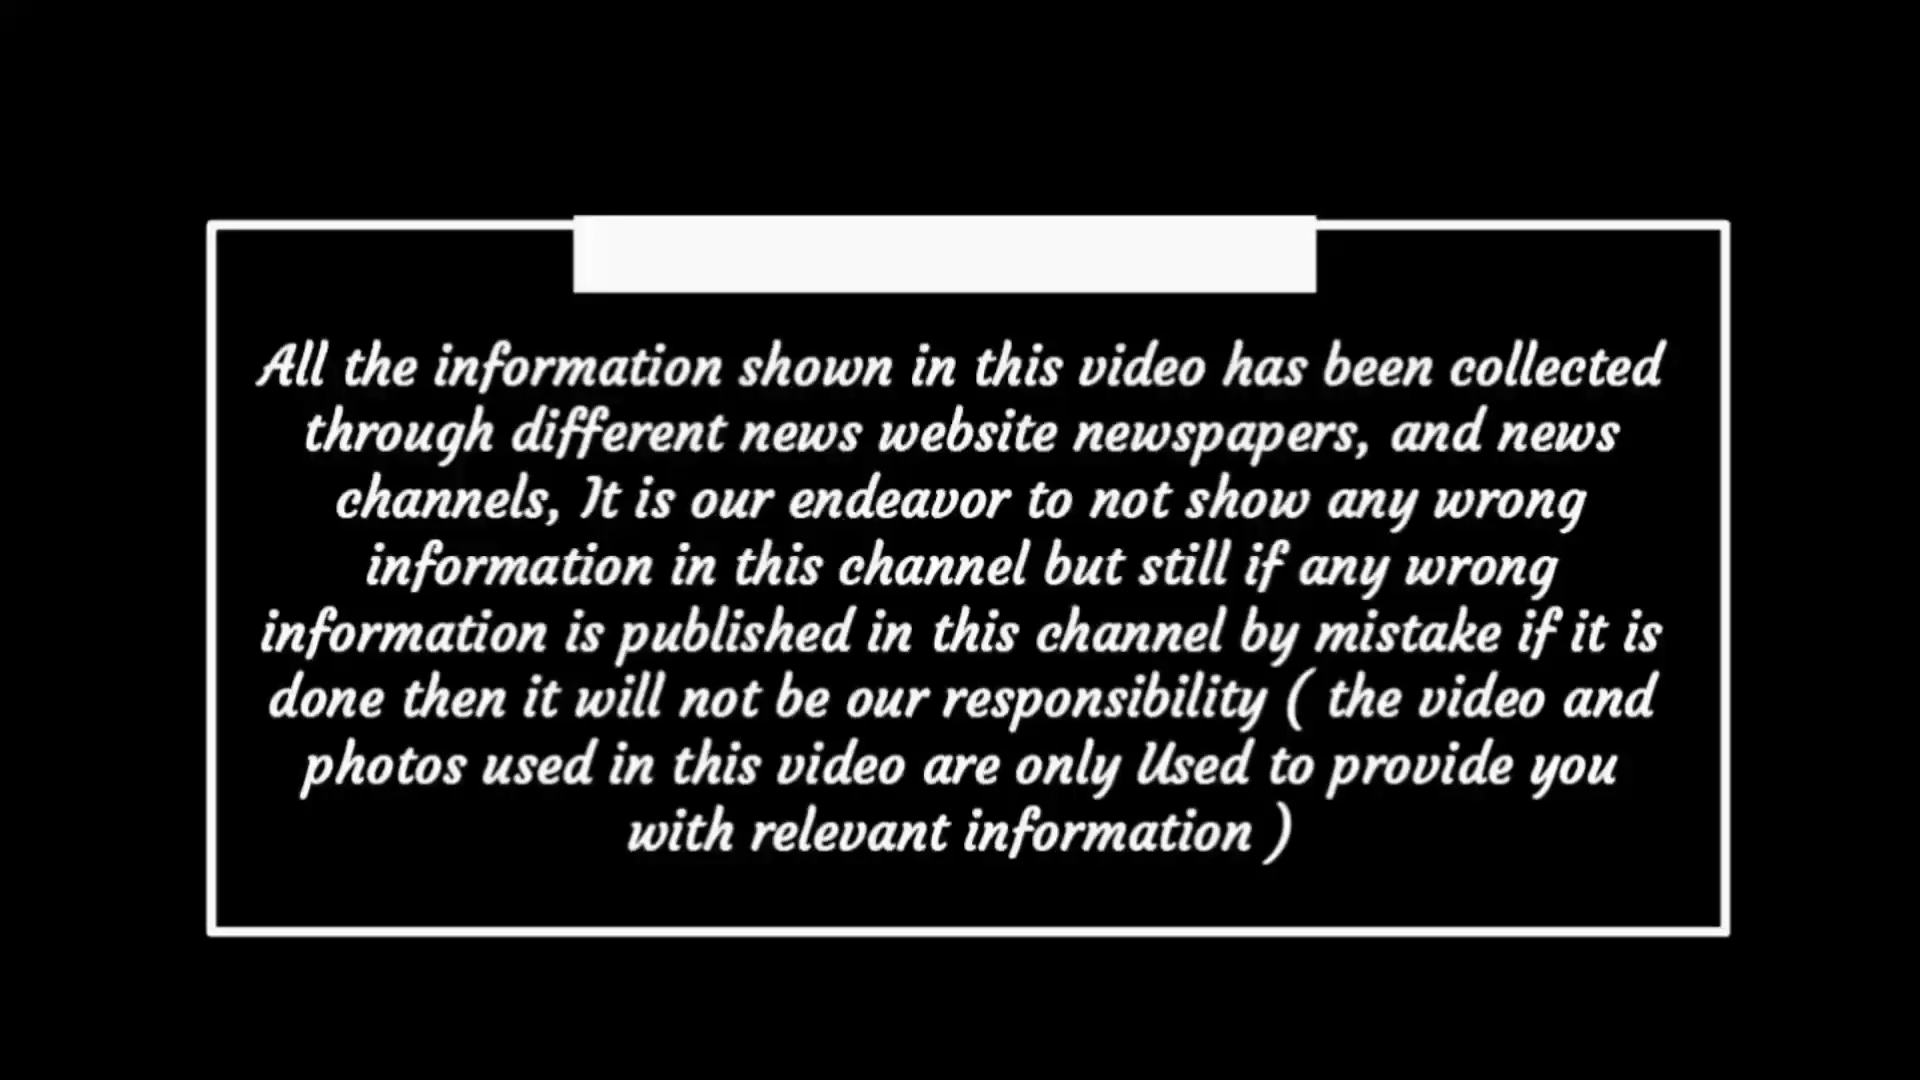 All the information shown in this video has been collected
through different news website newspapers, and news
channels, It is our endeavor to not show any wrong
information in this channel but still if any wrong
information is published in this channel by mistake if it is
done then it will not be our responsibility ( the video and
photos used in this video are only Used to provide you
with relevant information )